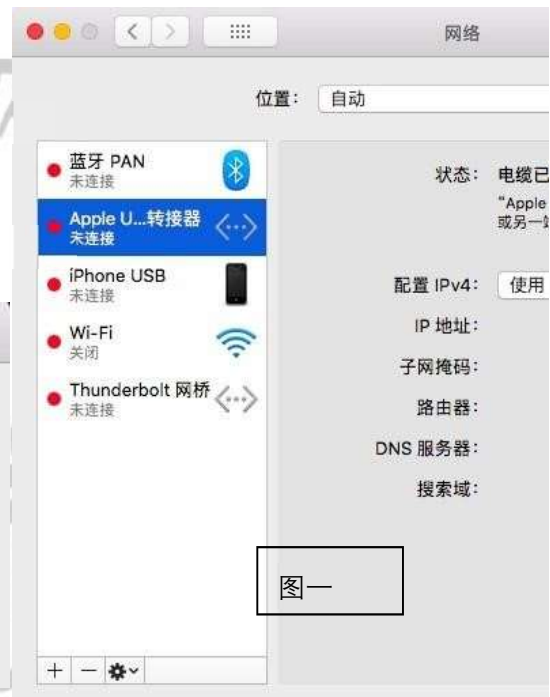 网络
位置： 自动
蓝牙 PAN
未连接
Apple U...转接器
未连接
iPhone USB
未连接
Wi-Fi
关闭
Thunderbolt 网桥
未连接
状态： 电缆已
"Apple
或另一
配置 IPv4： 使用
IP 地址：
子网掩码：
路由器：
DNS 服务器：
搜索域：
图一